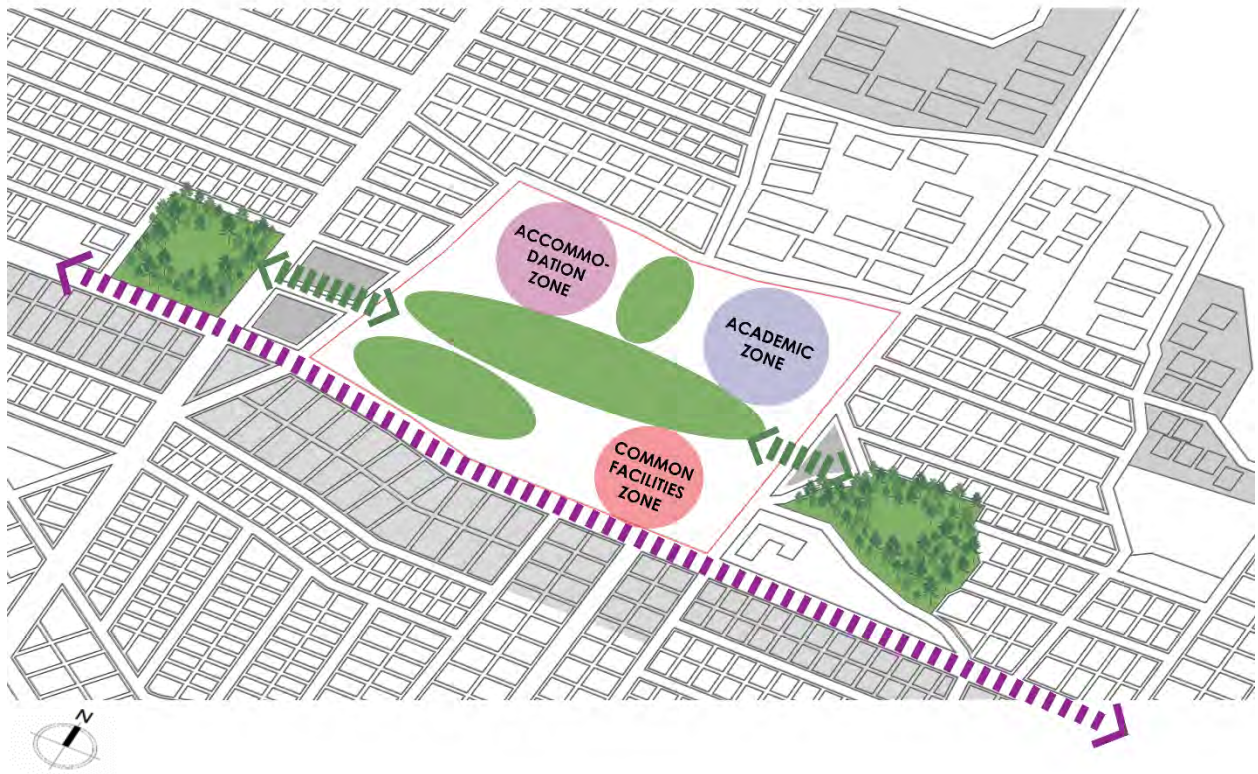 ACCOMMO-
DATION
ZONE
ACADEMIC
ZONE
COMMON
FACILITIES
ZONE
N